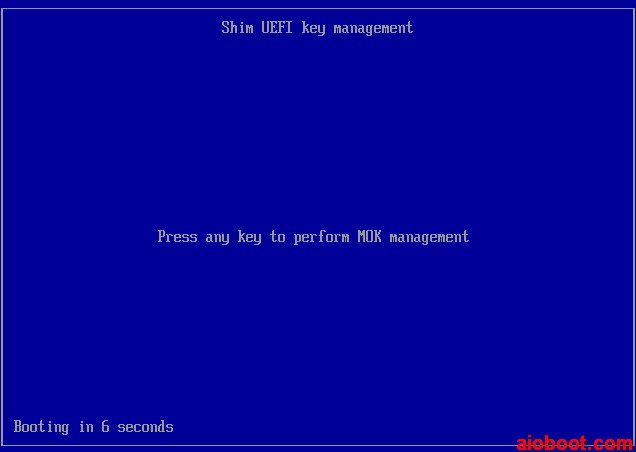 Shim UEFI key management
Press any key to perform MOK management
Booting in 6 seconds
aioboot.com